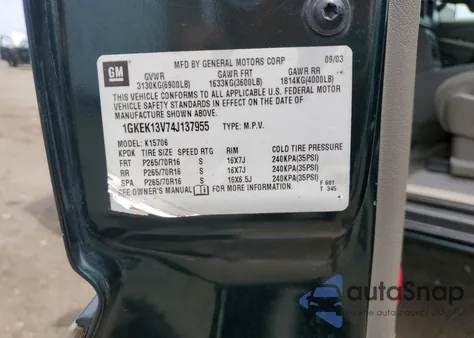 GM
MFD BY GENERAL MOTORS CORP 09/03
GVWR GAWR FRT GAWR RR
3130KG(6900LB) 1633KG(3600LB) 1814KG(4000LB)
THIS VEHICLE CONFORMS TO ALL APPLICABLE U.S. FEDERAL MOTOR
VEHICLE SAFETY STANDARDS IN EFFECT ON THE DATE OF
MANUFACTURE SHOWN ABOVE.
1GKEK13V74J137955 TYPE: M.P.V.
MODEL: K15706
KPDK TIRE SIZE SPEED RTG RIM COLD TIRE PRESSURE
FRT P265/70R16 S 16X7J 240KPA(35PSI)
RR P265/70R16 S 16X7J 240KPA(35PSI)
SPA P265/70R16 S 16X6.5J 240KPA(35PSI)
SEE OWNER'S MANUAL FOR MORE INFORMATION. F 601
T 345
autoSnap